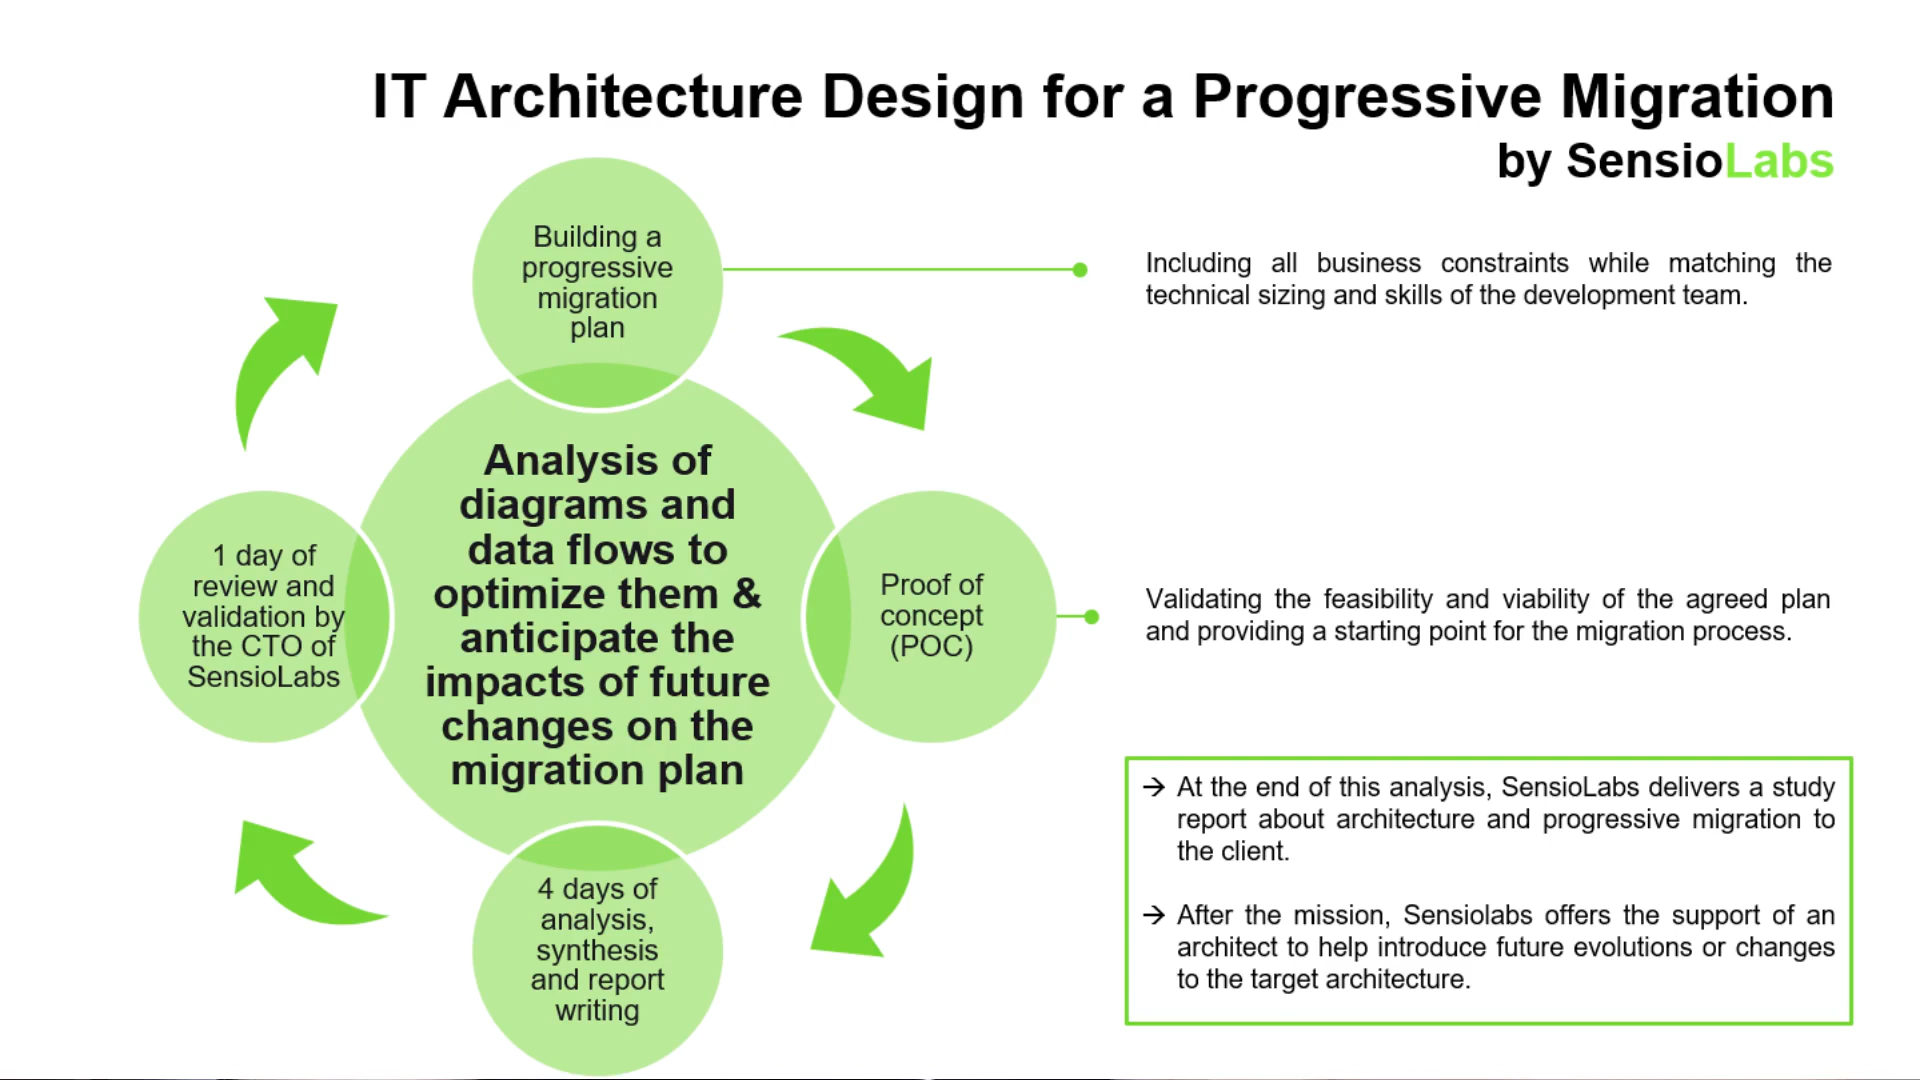 IT Architecture Design for a Progressive Migration
by SensioLabs
Building a
progressive
migration
plan
Including all business constraints while matching the
technical sizing and skills of the development team.
Analysis of
diagrams and
data flows to
optimize them &
anticipate the
impacts of future
changes on the
migration plan
1 day of
review and
validation by
the CTO of
SensioLabs
Proof of
concept
(POC)
Validating the feasibility and viability of the agreed plan
and providing a starting point for the migration process.
4 days of
analysis,
synthesis
and report
writing
→ At the end of this analysis, SensioLabs delivers a study
report about architecture and progressive migration to
the client.
→ After the mission, Sensiolabs offers the support of an
architect to help introduce future evolutions or changes
to the target architecture.